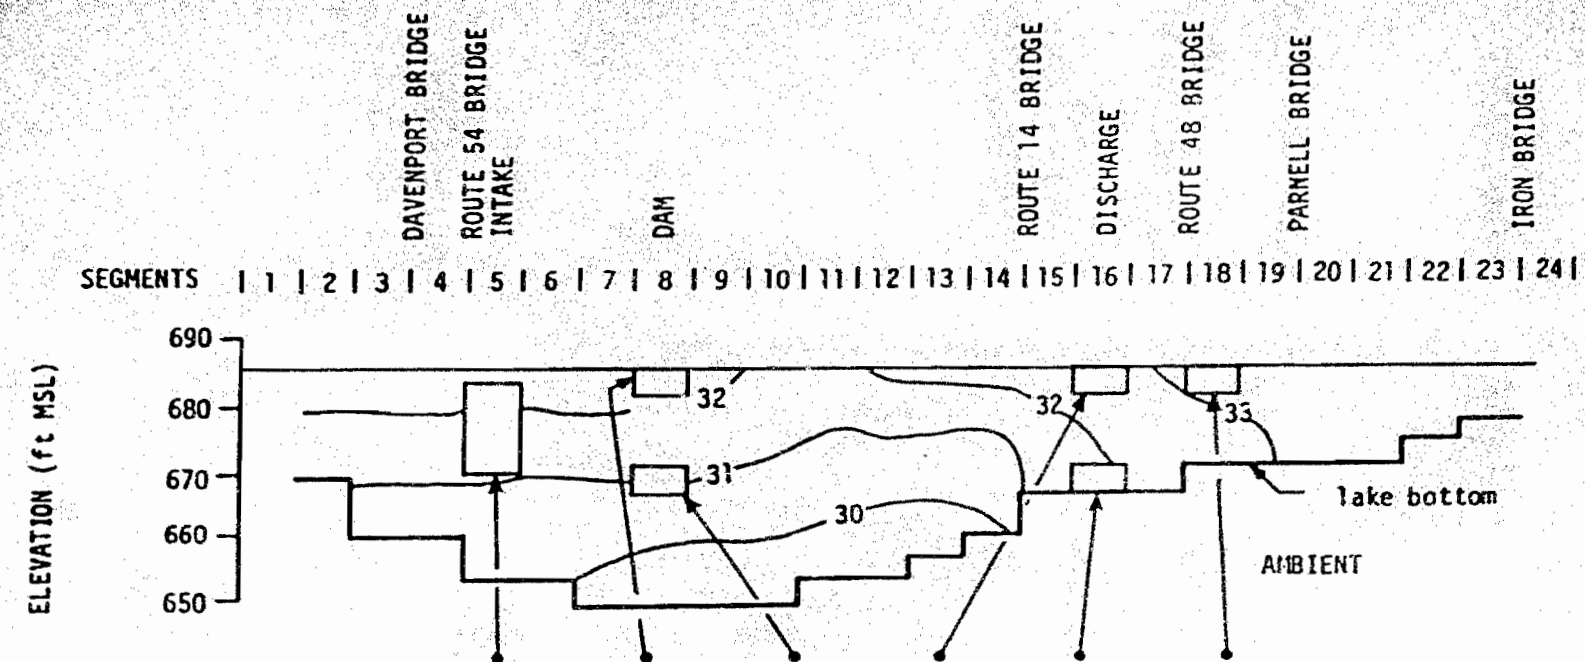 DAVENPORT BRIDGE
ROUTE 54 BRIDGE
INTAKE
DAM
ROUTE 14 BRIDGE
DISCHARGE
ROUTE 48 BRIDGE
PARNELL BRIDGE
IRON BRIDGE
SEGMENTS | 1 | 2 | 3 | 4 | 5 | 6 | 7 | 8 | 9 | 10 | 11 | 12 | 13 | 14 | 15 | 16 | 17 | 18 | 19 | 20 | 21 | 22 | 23 | 24 |
ELEVATION (ft MSL)
690
680
670
660
650
32
32
33
31
30
lake bottom
AMBIENT